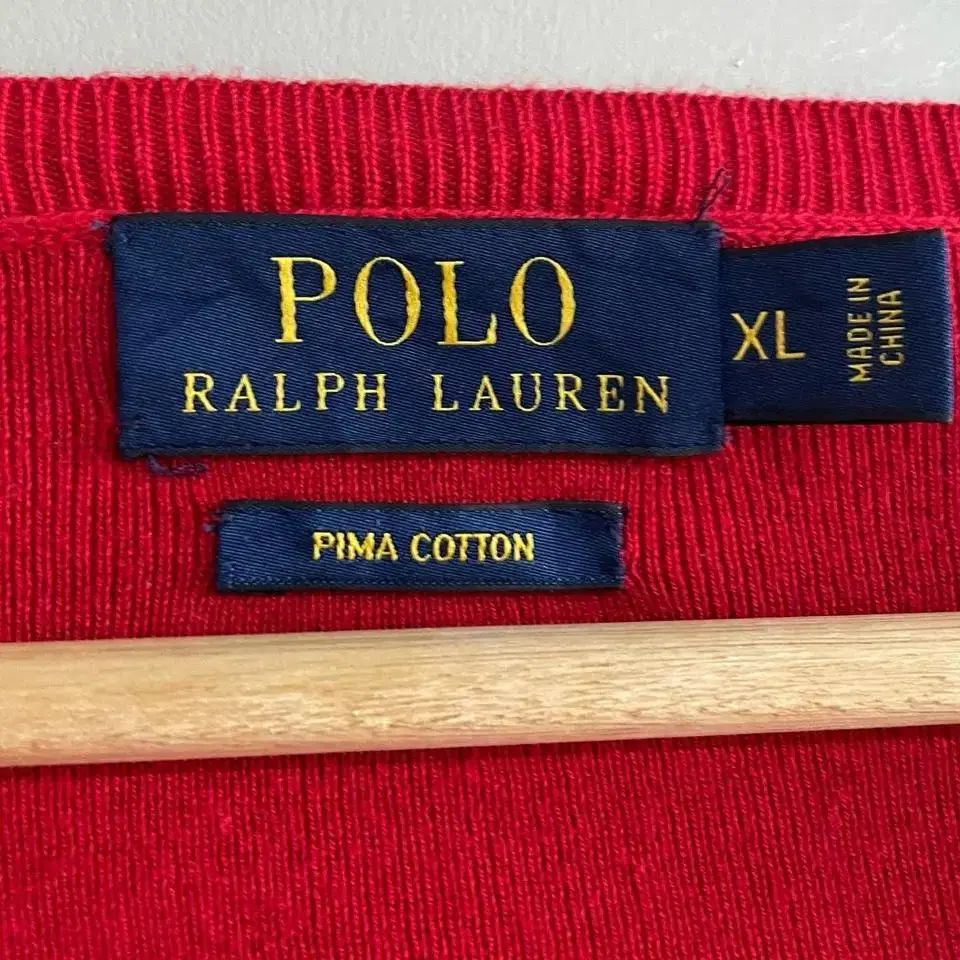 POLO
RALPH LAUREN
XL
MADE IN
CHINA
PIMA COTTON